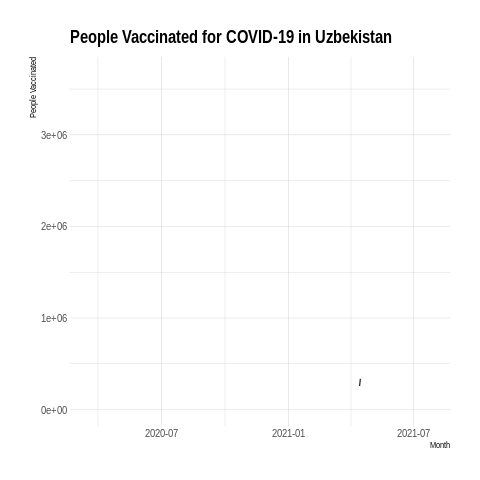 People Vaccinated for COVID-19 in Uzbekistan
People Vaccinated
3e+06
2e+06
1e+06
0e+00
2020-07 2021-01 2021-07
Month